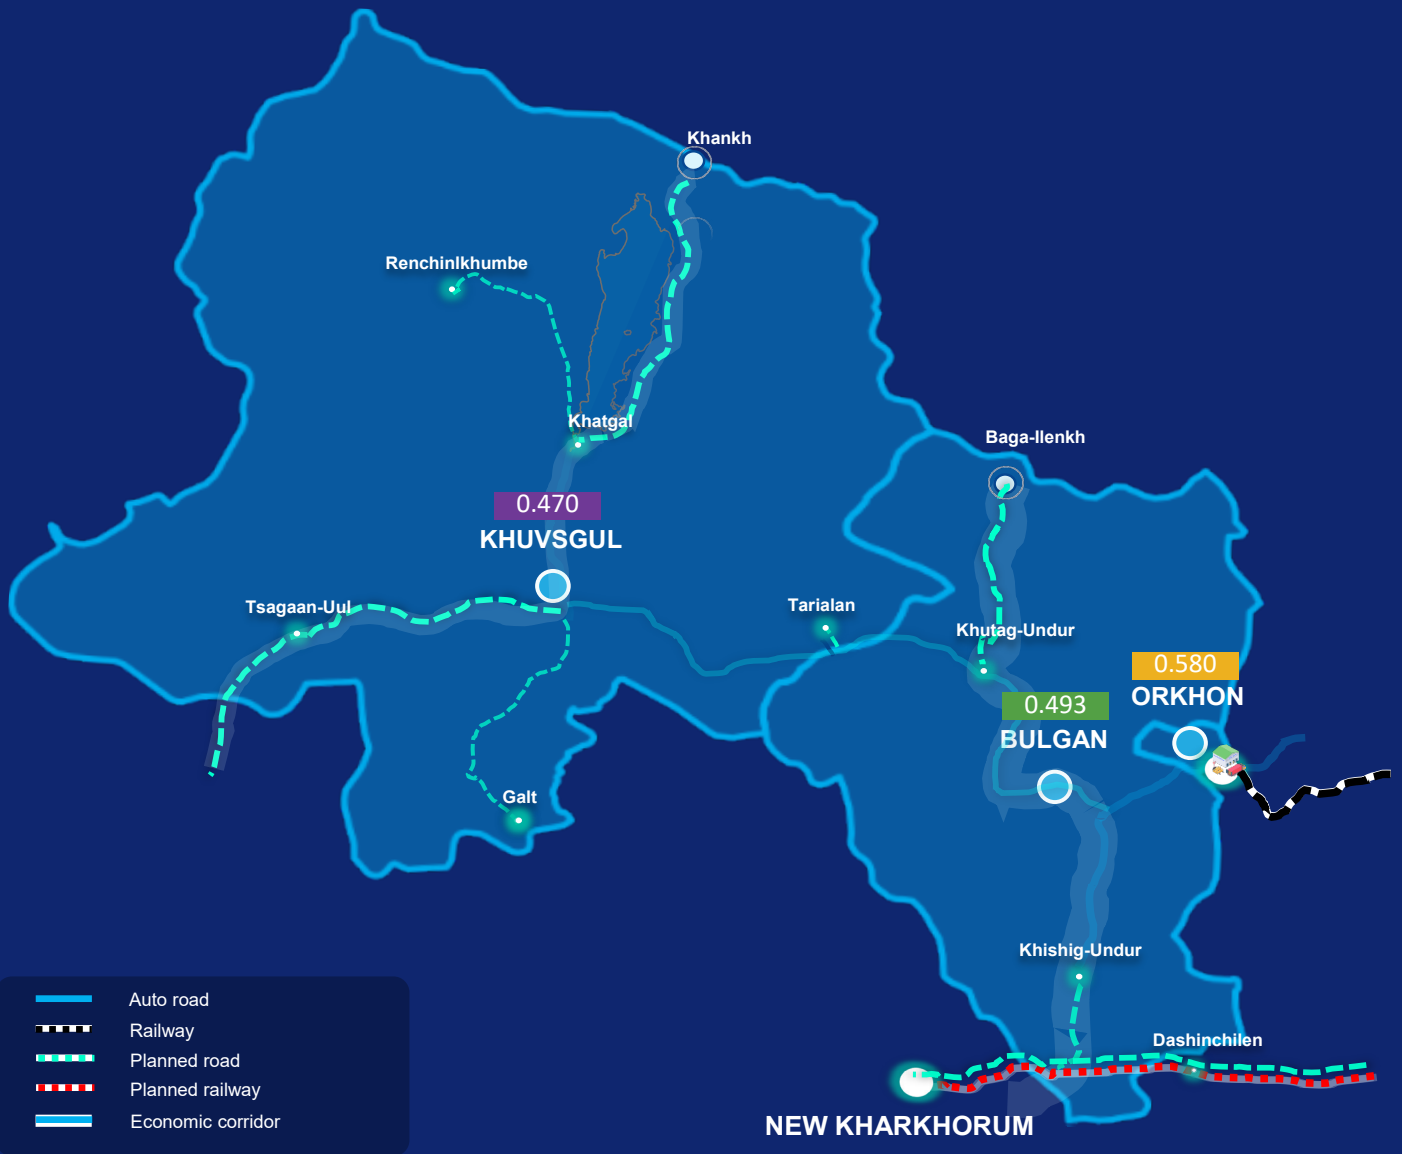 Khankh
Renchinlkhumbe
Khatgal
Baga-Ilenkh
0.470
KHUVSGUL
Tsagaan-Uul
Tarialan
Khutag-Undur
0.580
ORKHON
0.493
BULGAN
Galt
Khishig-Undur
Dashinchilen
NEW KHARKHORUM
Auto road
Railway
Planned road
Planned railway
Economic corridor